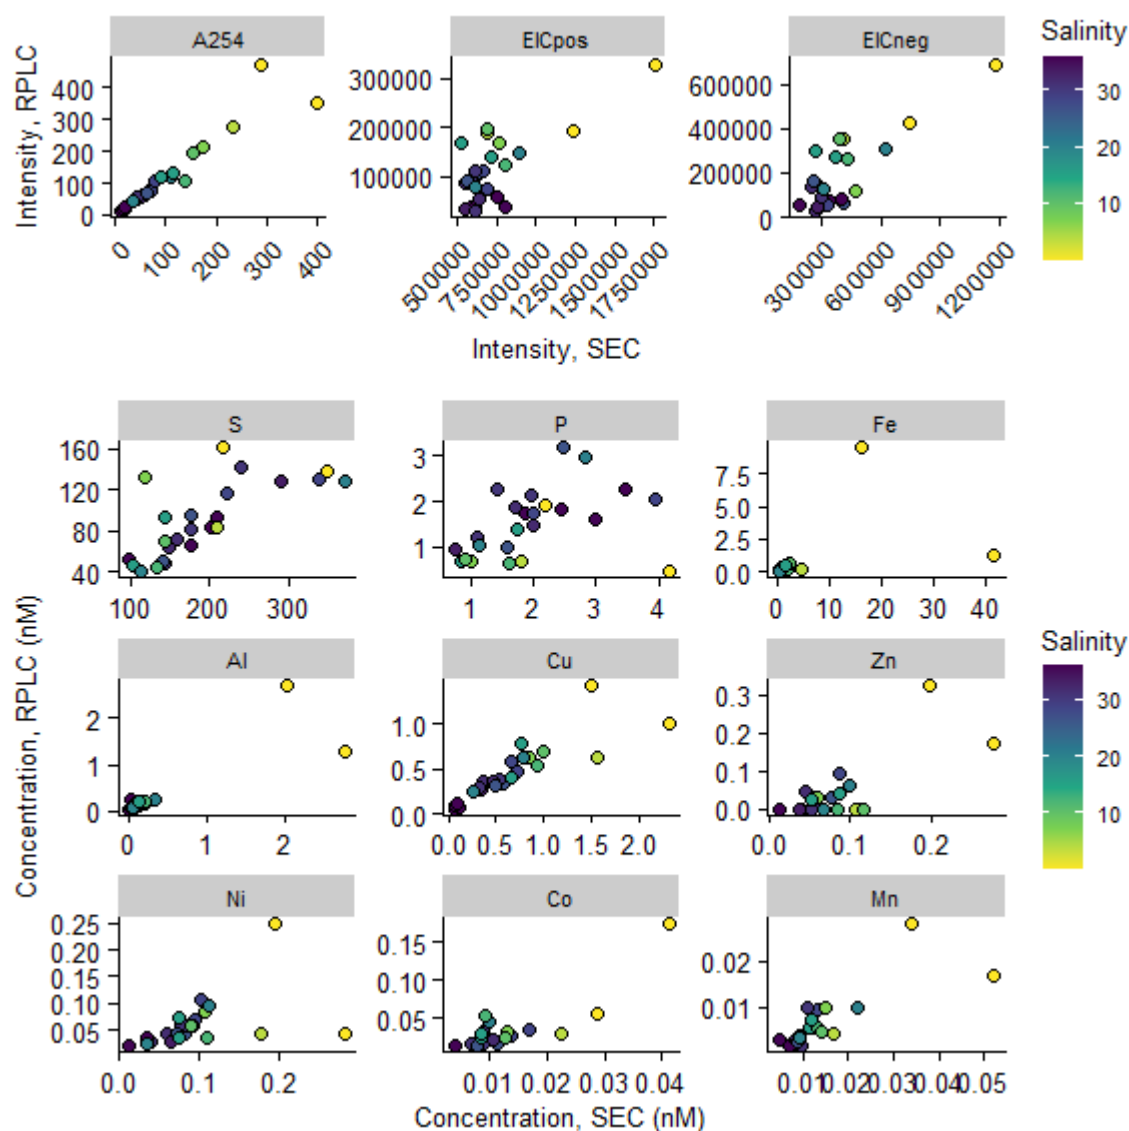 A254 EICpos EICneg
Salinity
Intensity, RPLC
400
300
200
100
0
300000
200000
100000
600000
400000
200000
0
30
20
10
0 100 200 300 400
500000 750000 1000000 1250000 1500000 1750000
300000 600000 900000 1200000
Intensity, SEC
S P Fe
160
120
80
40
3
2
1
7.5
5.0
2.5
0.0
100 200 300
1 2 3 4
0 10 20 30 40
Concentration, RPLC (nM)
Al Cu Zn
Salinity
2
1
0
1.0
0.5
0.0
0.3
0.2
0.1
0.0
30
20
10
0 1 2
0.0 0.5 1.0 1.5 2.0
0.0 0.1 0.2
Ni Co Mn
0.25
0.20
0.15
0.10
0.05
0.15
0.10
0.05
0.02
0.01
0.0 0.1 0.2
0.01 0.02 0.03 0.04
0.01 0.02 0.03 0.04 0.05
Concentration, SEC (nM)